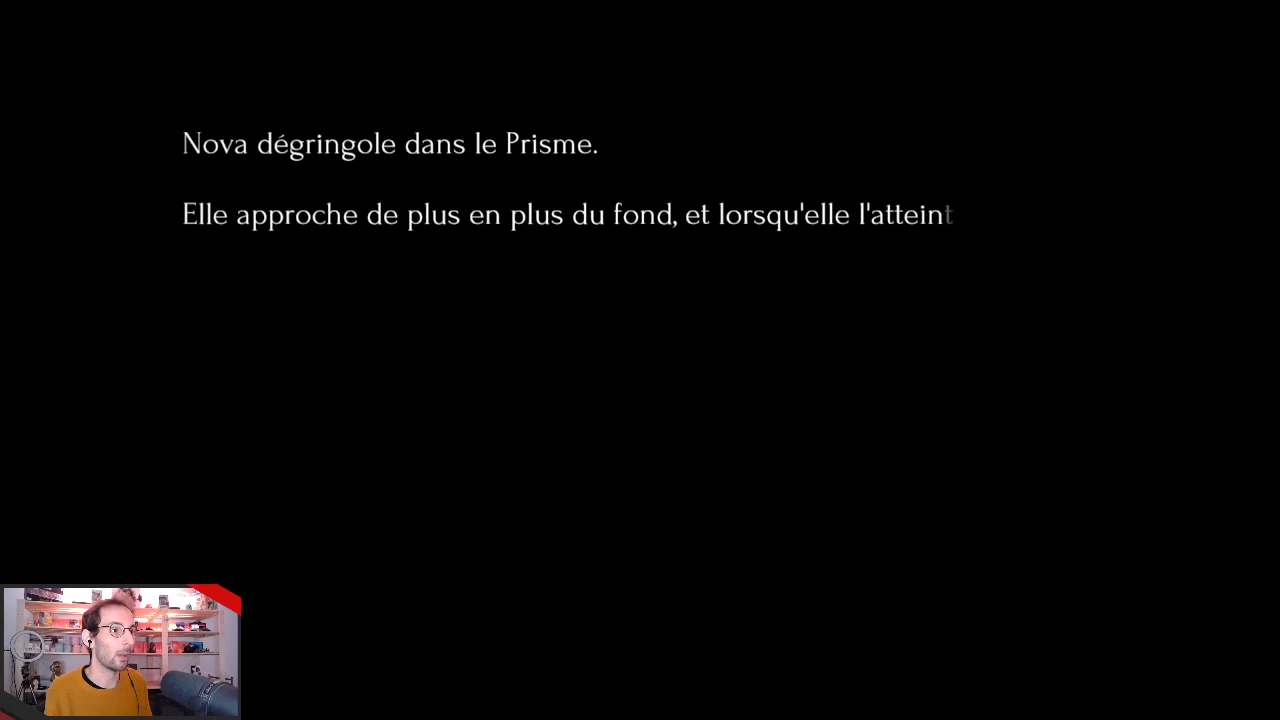 Nova dégringole dans le Prisme.
Elle approche de plus en plus du fond, et lorsqu'elle l'atteint